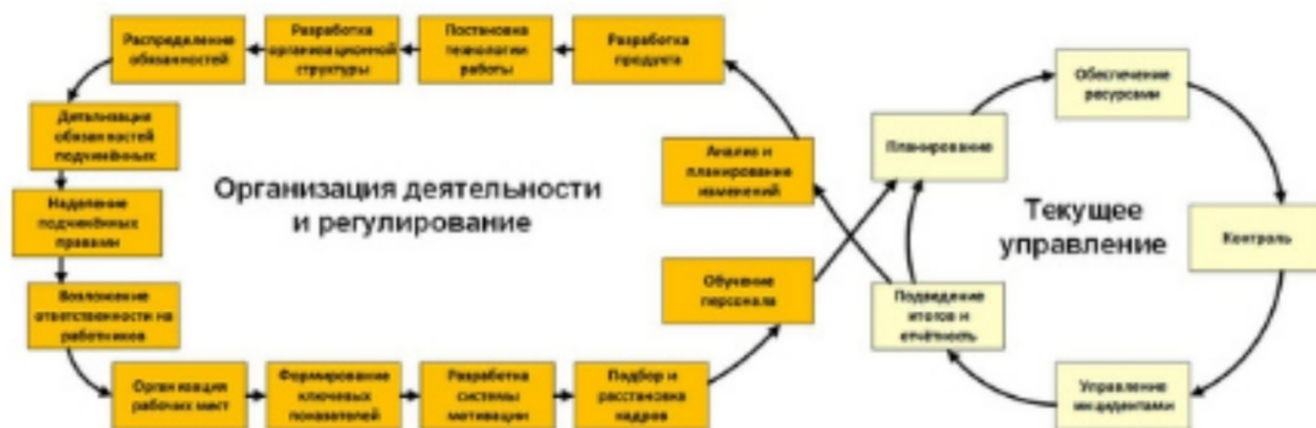 Распределение
обязанностей
Разработка
организационной
структуры
Постановка
технологии
работы
Разработка
продукта
Обеспечение
ресурсами
Детализация
обязанностей
подчинённых
Анализ и
планирование
изменений
Планирование
Организация деятельности
и регулирование
Наделение
подчинённых
правами
Текущее
управление
Контроль
Возложение
ответственности на
работников
Обучение
персонала
Подведение
итогов и
отчётность
Организация
рабочих мест
Формирование
ключевых
показателей
Разработка
системы
мотивации
Подбор и
расстановка
кадров
Управление
инцидентами